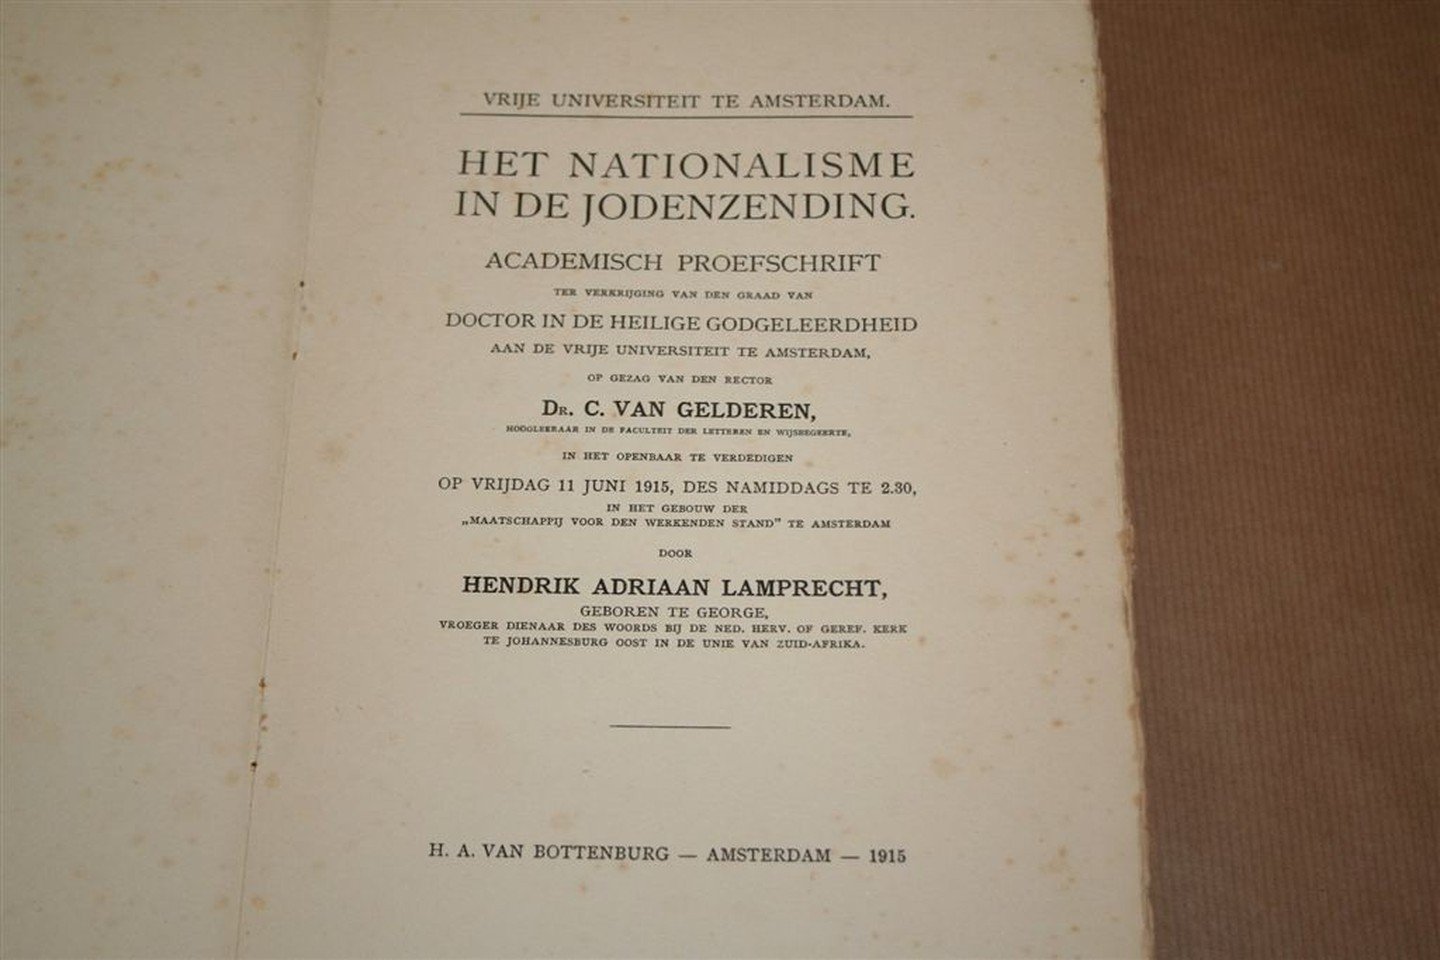 VRIJE UNIVERSITEIT TE AMSTERDAM.
HET NATIONALISME
IN DE JODENZENDING.
ACADEMISCH PROEFSCHRIFT
TER VERKRIJGING VAN DEN GRAAD VAN
DOCTOR IN DE HEILIGE GODGELEERDHEID
AAN DE VRIJE UNIVERSITEIT TE AMSTERDAM,
OP GEZAG VAN DEN RECTOR
DR. C. VAN GELDEREN,
HOOGLEERAAR IN DE FACULTEIT DER LETTEREN EN WIJSBEGEERTE,
IN HET OPENBAAR TE VERDEDIGEN
OP VRIJDAG 11 JUNI 1915, DES NAMIDDAGS TE 2.30,
IN HET GEBOUW DER
„MAATSCHAPPIJ VOOR DEN WERKENDEN STAND” TE AMSTERDAM
DOOR
HENDRIK ADRIAAN LAMPRECHT,
GEBOREN TE GEORGE,
VROEGER DIENAAR DES WOORDS BIJ DE NED. HERV. OF GEREF. KERK
TE JOHANNESBURG OOST IN DE UNIE VAN ZUID-AFRIKA.
H. A. VAN BOTTENBURG — AMSTERDAM — 1915